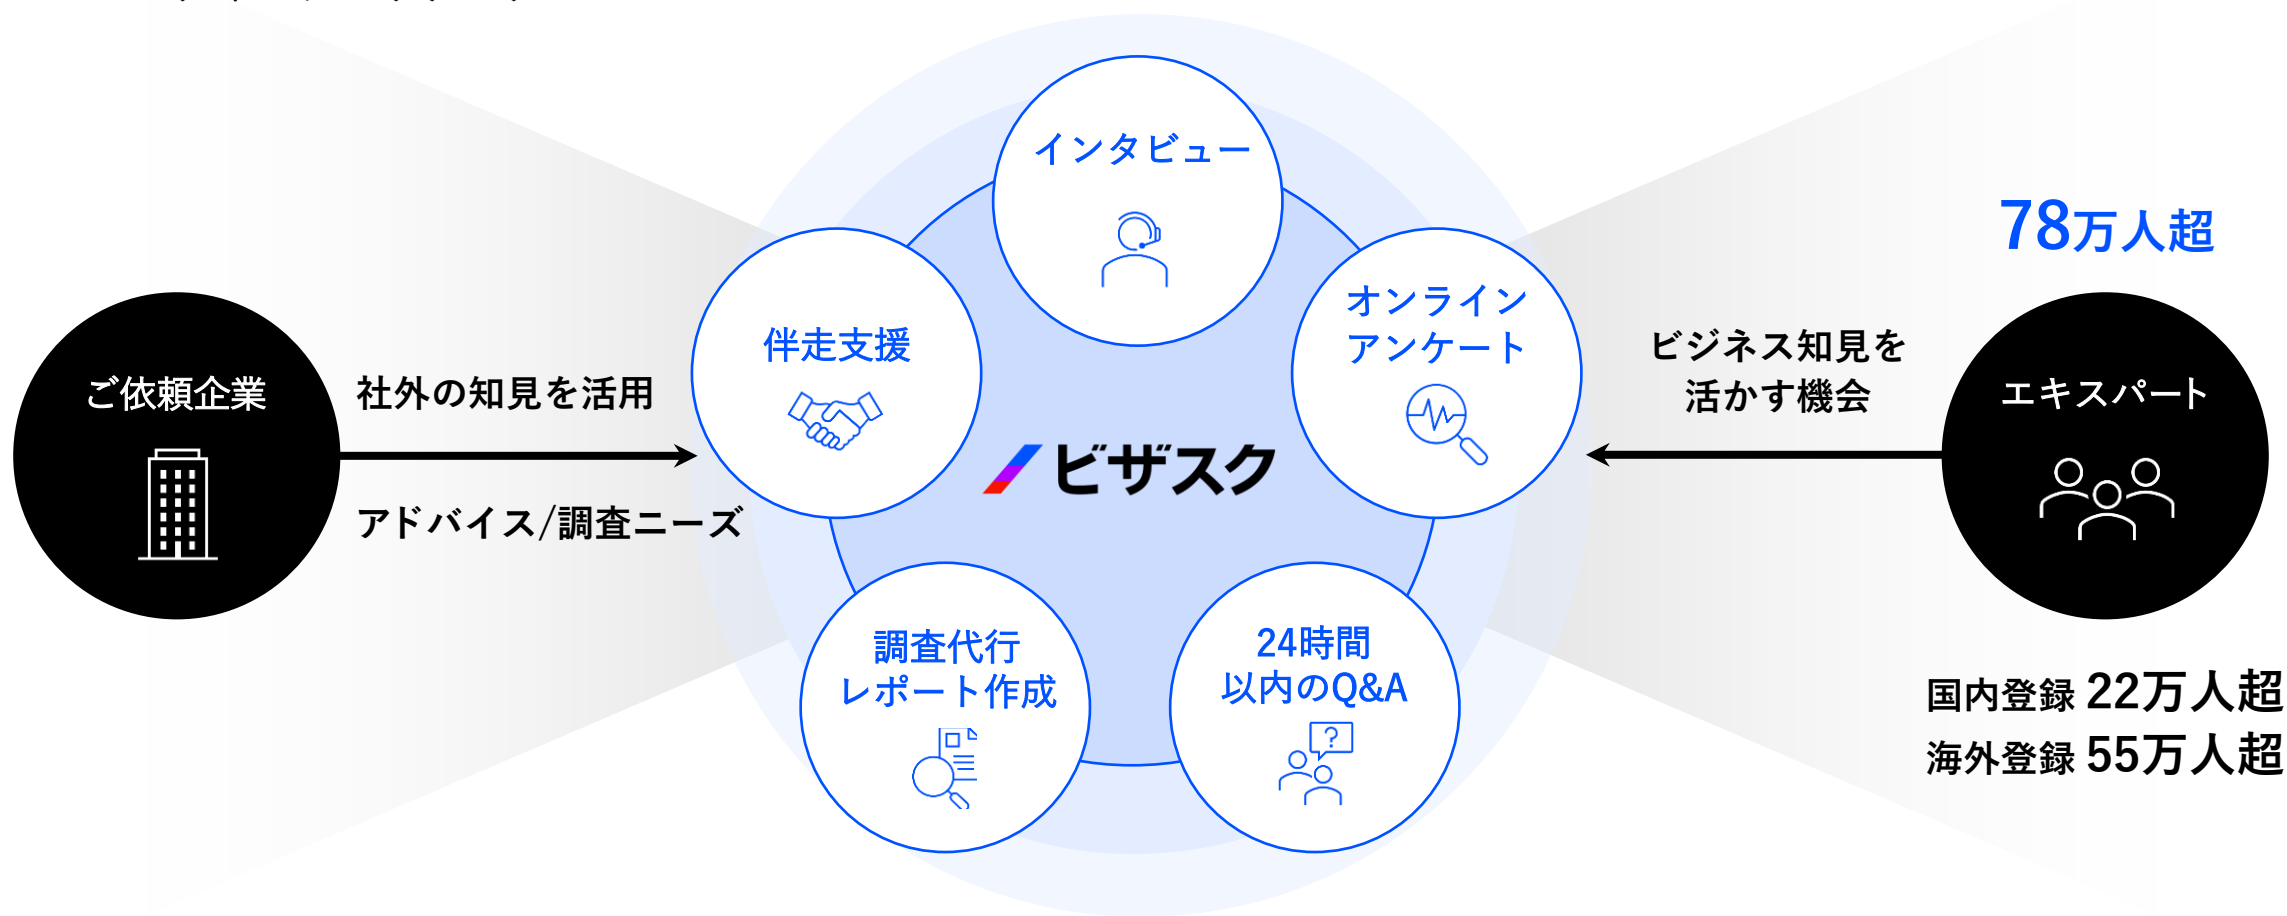 インタビュー
伴走支援
オンライン
アンケート
ビザスク
調査代行
レポート作成
24時間
以内のQ&A
?
ご依頼企業
社外の知見を活用
アドバイス/調査ニーズ
ビジネス知見を
活かす機会
78万人超
エキスパート
国内登録 22万人超
海外登録 55万人超